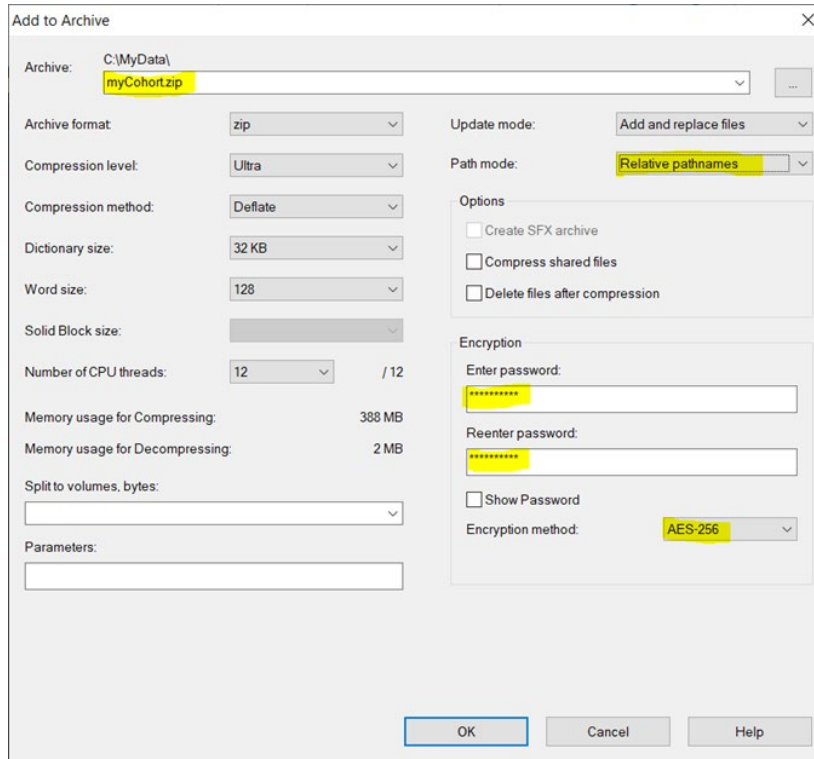 Add to Archive
Archive:
C:\MyData\
myCohort.zip
...
Archive format:
zip
Update mode:
Add and replace files
Compression level:
Ultra
Path mode:
Relative pathnames
Compression method:
Deflate
Options
Create SFX archive
Dictionary size:
32 KB
Compress shared files
Word size:
128
Delete files after compression
Solid Block size:
Encryption
Number of CPU threads:
12
/ 12
Enter password:
**********
Memory usage for Compressing:
388 MB
Reenter password:
Memory usage for Decompressing:
2 MB
**********
Split to volumes, bytes:
Show Password
Encryption method:
AES-256
Parameters:
OK
Cancel
Help